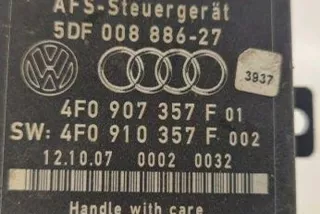 AFS-Steuergerät
5DF 008 886-27
3937
4F0 907 357 F 01
SW: 4F0 910 357 F 002
12.10.07 0002 0032
Handle with care